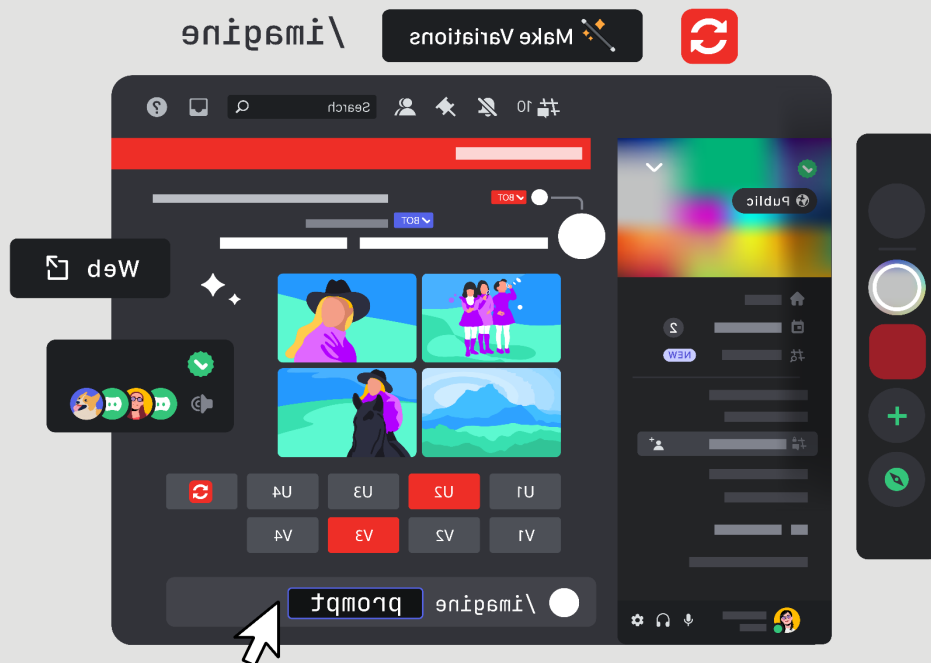 /imagine
Make Variations
10
Search
?
BOT
Public
BOT
Web
2
NEW
U1 U2 U3 U4
V1 V2 V3 V4
/imagine prompt